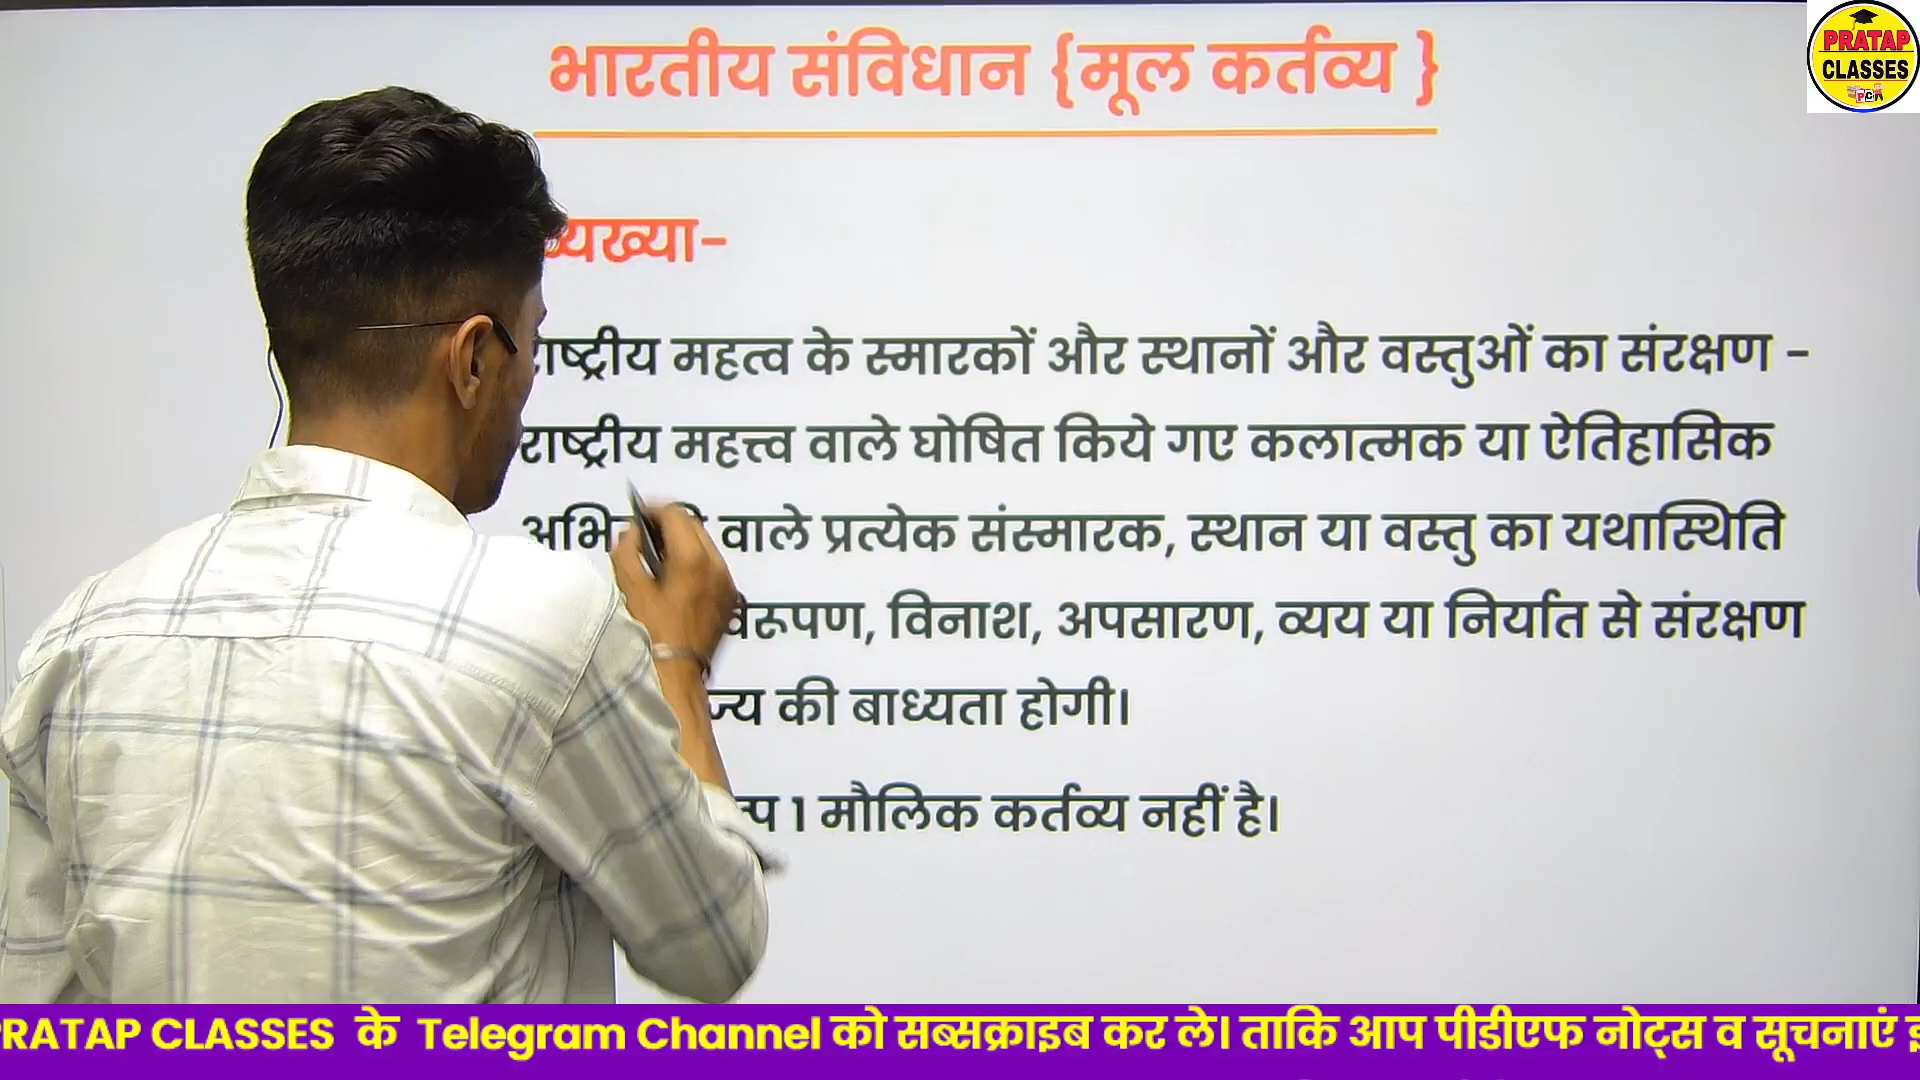 PRATAP
CLASSES
भारतीय संविधान {मूल कर्तव्य }
राष्ट्रीय महत्व के स्मारकों और स्थानों और वस्तुओं का संरक्षण -
राष्ट्रीय महत्त्व वाले घोषित किये गए कलात्मक या ऐतिहासिक
वाले प्रत्येक संस्मारक, स्थान या वस्तु का यथास्थिति
विनाश, अपसारण, व्यय या निर्यात से संरक्षण
की बाध्यता होगी।
1 मौलिक कर्तव्य नहीं है।
PRATAP CLASSES के Telegram Channel को सब्सक्राइब कर ले। ताकि आप पीडीएफ नोट्स व सूचनाएं